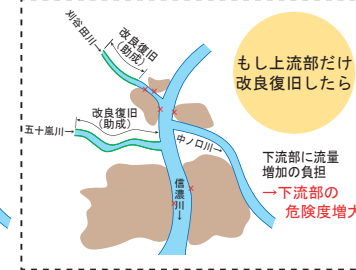 刈谷田川→
改良復旧
（助成）
もし上流部だけ
改良復旧したら
改良復旧
（助成）
五十嵐川→
中ノ口川→
信濃川→
下流部に流量
増加の負担
→下流部の
危険度増大